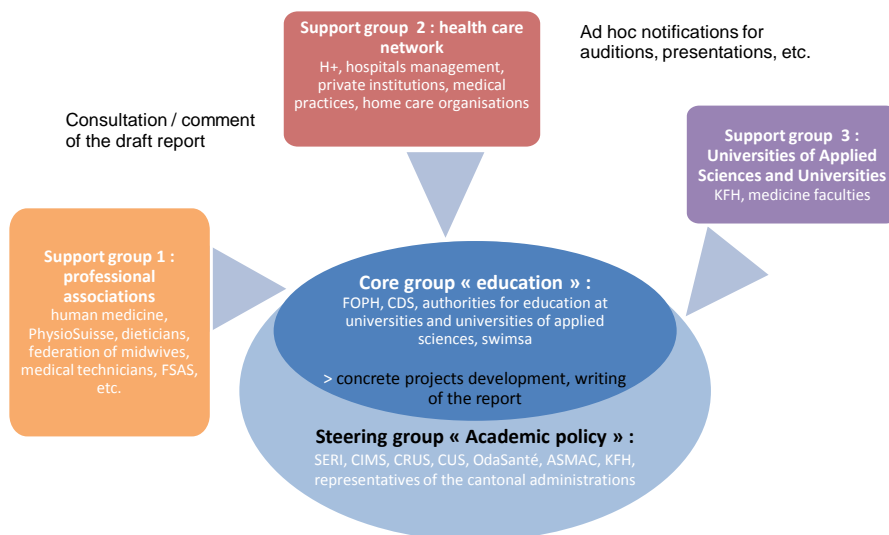 Support group 2 : health care
network
H+, hospitals management,
private institutions, medical
practices, home care organisations
Ad hoc notifications for
auditions, presentations, etc.
Consultation / comment
of the draft report
Support group 3 :
Universities of Applied
Sciences and Universities
KFH, medicine faculties
Support group 1 :
professional
associations
human medicine,
PhysioSuisse, dieticians,
federation of midwives,
medical technicians, FSAS,
etc.
Core group « education » :
FOPH, CDS, authorities for education at
universities and universities of applied
sciences, swimsa
> concrete projects development, writing
of the report
Steering group « Academic policy » :
SERI, CIMS, CRUS, CUS, OdaSanté, ASMAC, KFH,
representatives of the cantonal administrations